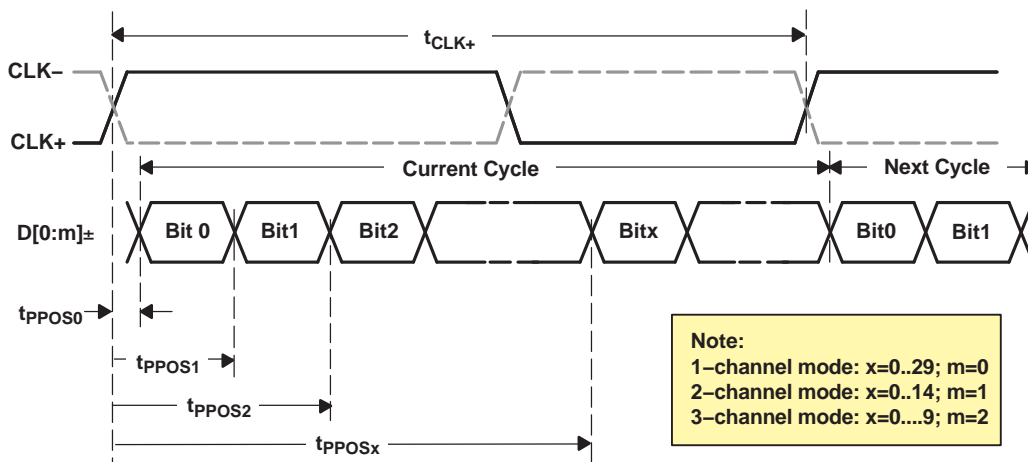 tCLK+
CLK–
CLK+
Current Cycle
Next Cycle
D[0:m]±
Bit 0
Bit1
Bit2
Bitx
Bit0
Bit1
tPPOS0
tPPOS1
tPPOS2
tPPOSx
Note:
1–channel mode: x=0..29; m=0
2–channel mode: x=0..14; m=1
3–channel mode: x=0....9; m=2